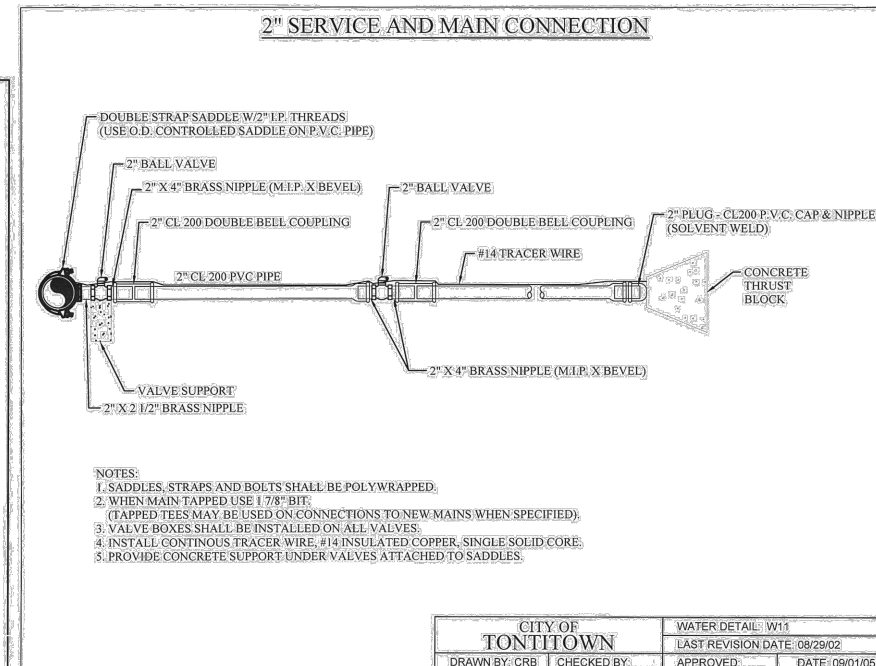 2" SERVICE AND MAIN CONNECTION
DOUBLE STRAP SADDLE W/2" I.P. THREADS
(USE O.D. CONTROLLED SADDLE ON P.V.C. PIPE)
2" BALL VALVE
2" X 4" BRASS NIPPLE (M.I.P. X BEVEL)
2" CL 200 DOUBLE BELL COUPLING
2" CL 200 PVC PIPE
2" BALL VALVE
2" CL 200 DOUBLE BELL COUPLING
#14 TRACER WIRE
2" PLUG - CL200 P.V.C. CAP & NIPPLE
(SOLVENT WELD)
CONCRETE
THRUST
BLOCK
2" X 4" BRASS NIPPLE (M.I.P. X BEVEL)
VALVE SUPPORT
2" X 2 1/2" BRASS NIPPLE
NOTES:
1. SADDLES, STRAPS AND BOLTS SHALL BE POLYWRAPPED.
2. WHEN MAIN TAPPED USE 1 7/8" BIT.
(TAPPED TEES MAY BE USED ON CONNECTIONS TO NEW MAINS WHEN SPECIFIED).
3. VALVE BOXES SHALL BE INSTALLED ON ALL VALVES.
4. INSTALL CONTINOUS TRACER WIRE, #14 INSULATED COPPER, SINGLE SOLID CORE.
5. PROVIDE CONCRETE SUPPORT UNDER VALVES ATTACHED TO SADDLES.
CITY OF
TONTITOWN
WATER DETAIL: W11
LAST REVISION DATE: 08/29/02
DRAWN BY: CRB
CHECKED BY:
APPROVED:
DATE: 09/01/05